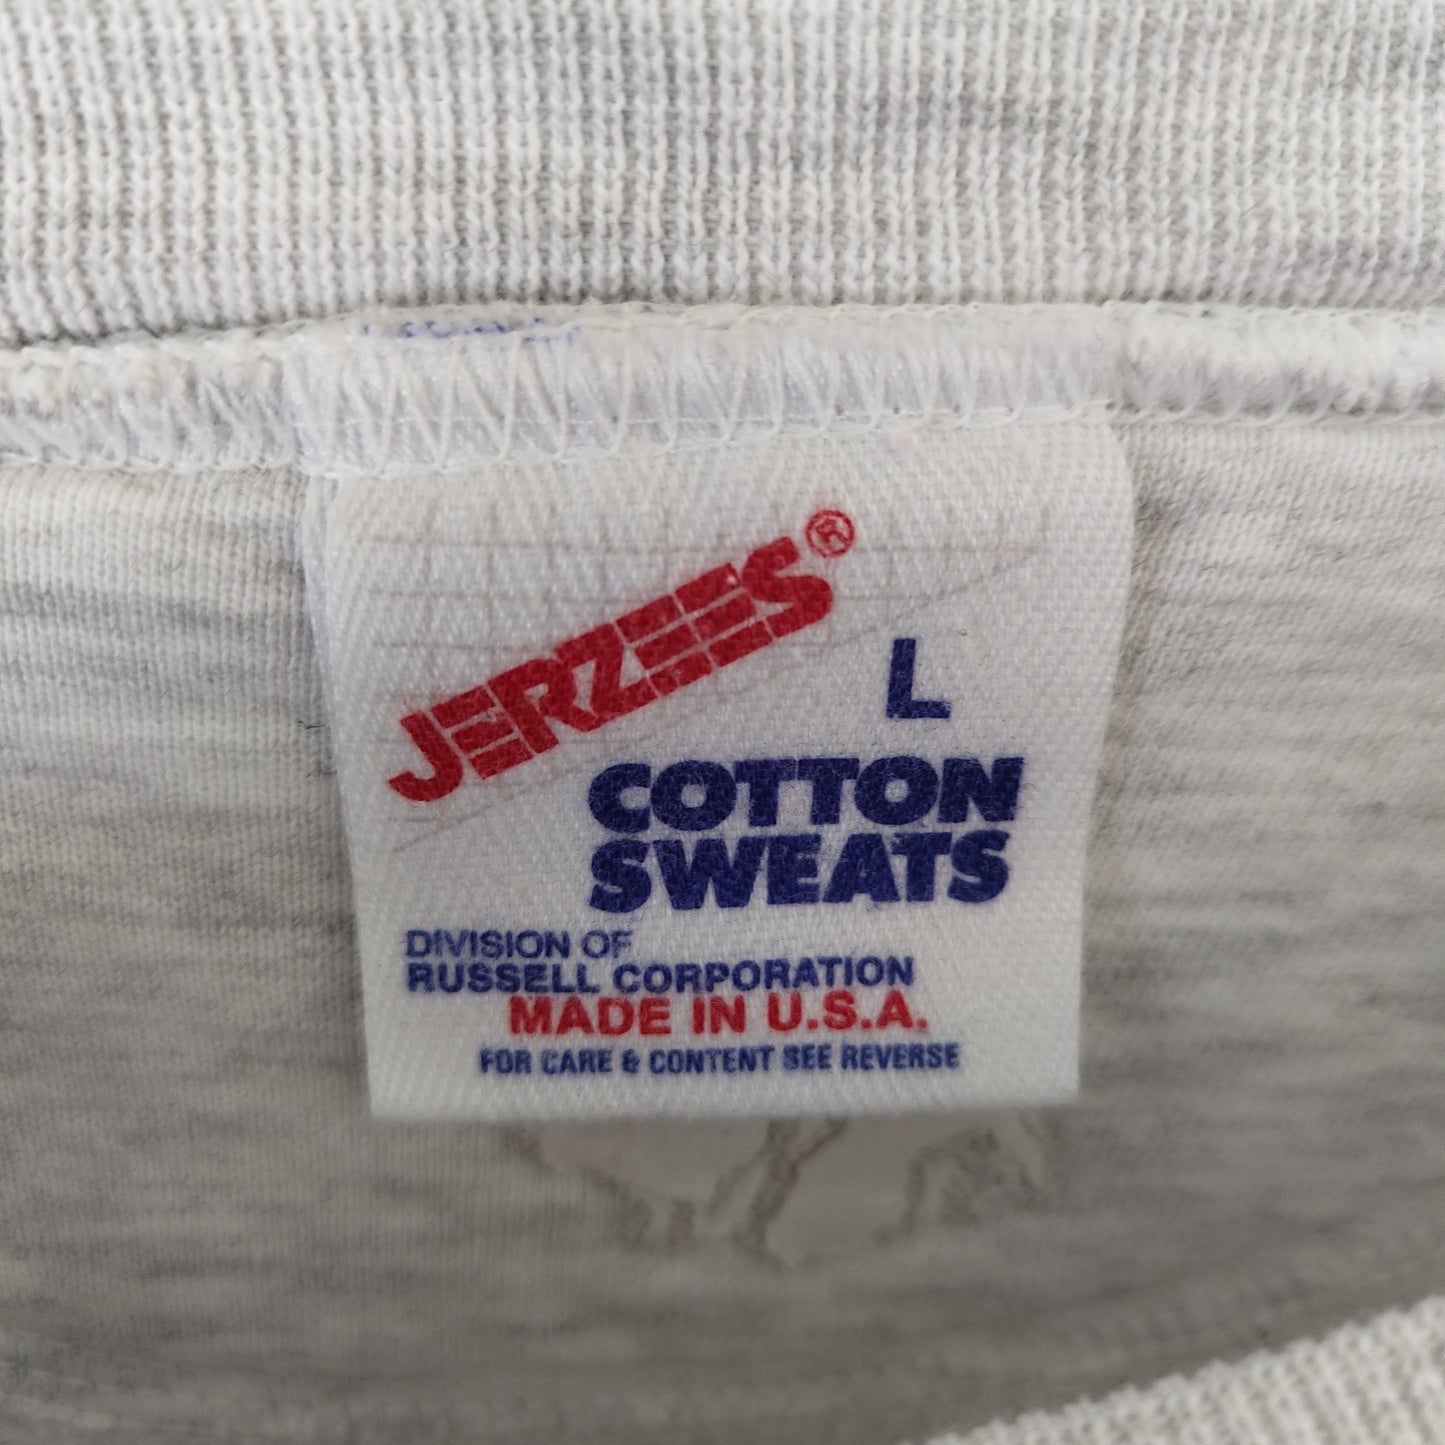 JERZEES®
L
COTTON
SWEATS
DIVISION OF
RUSSELL CORPORATION
MADE IN U.S.A.
FOR CARE & CONTENT SEE REVERSE